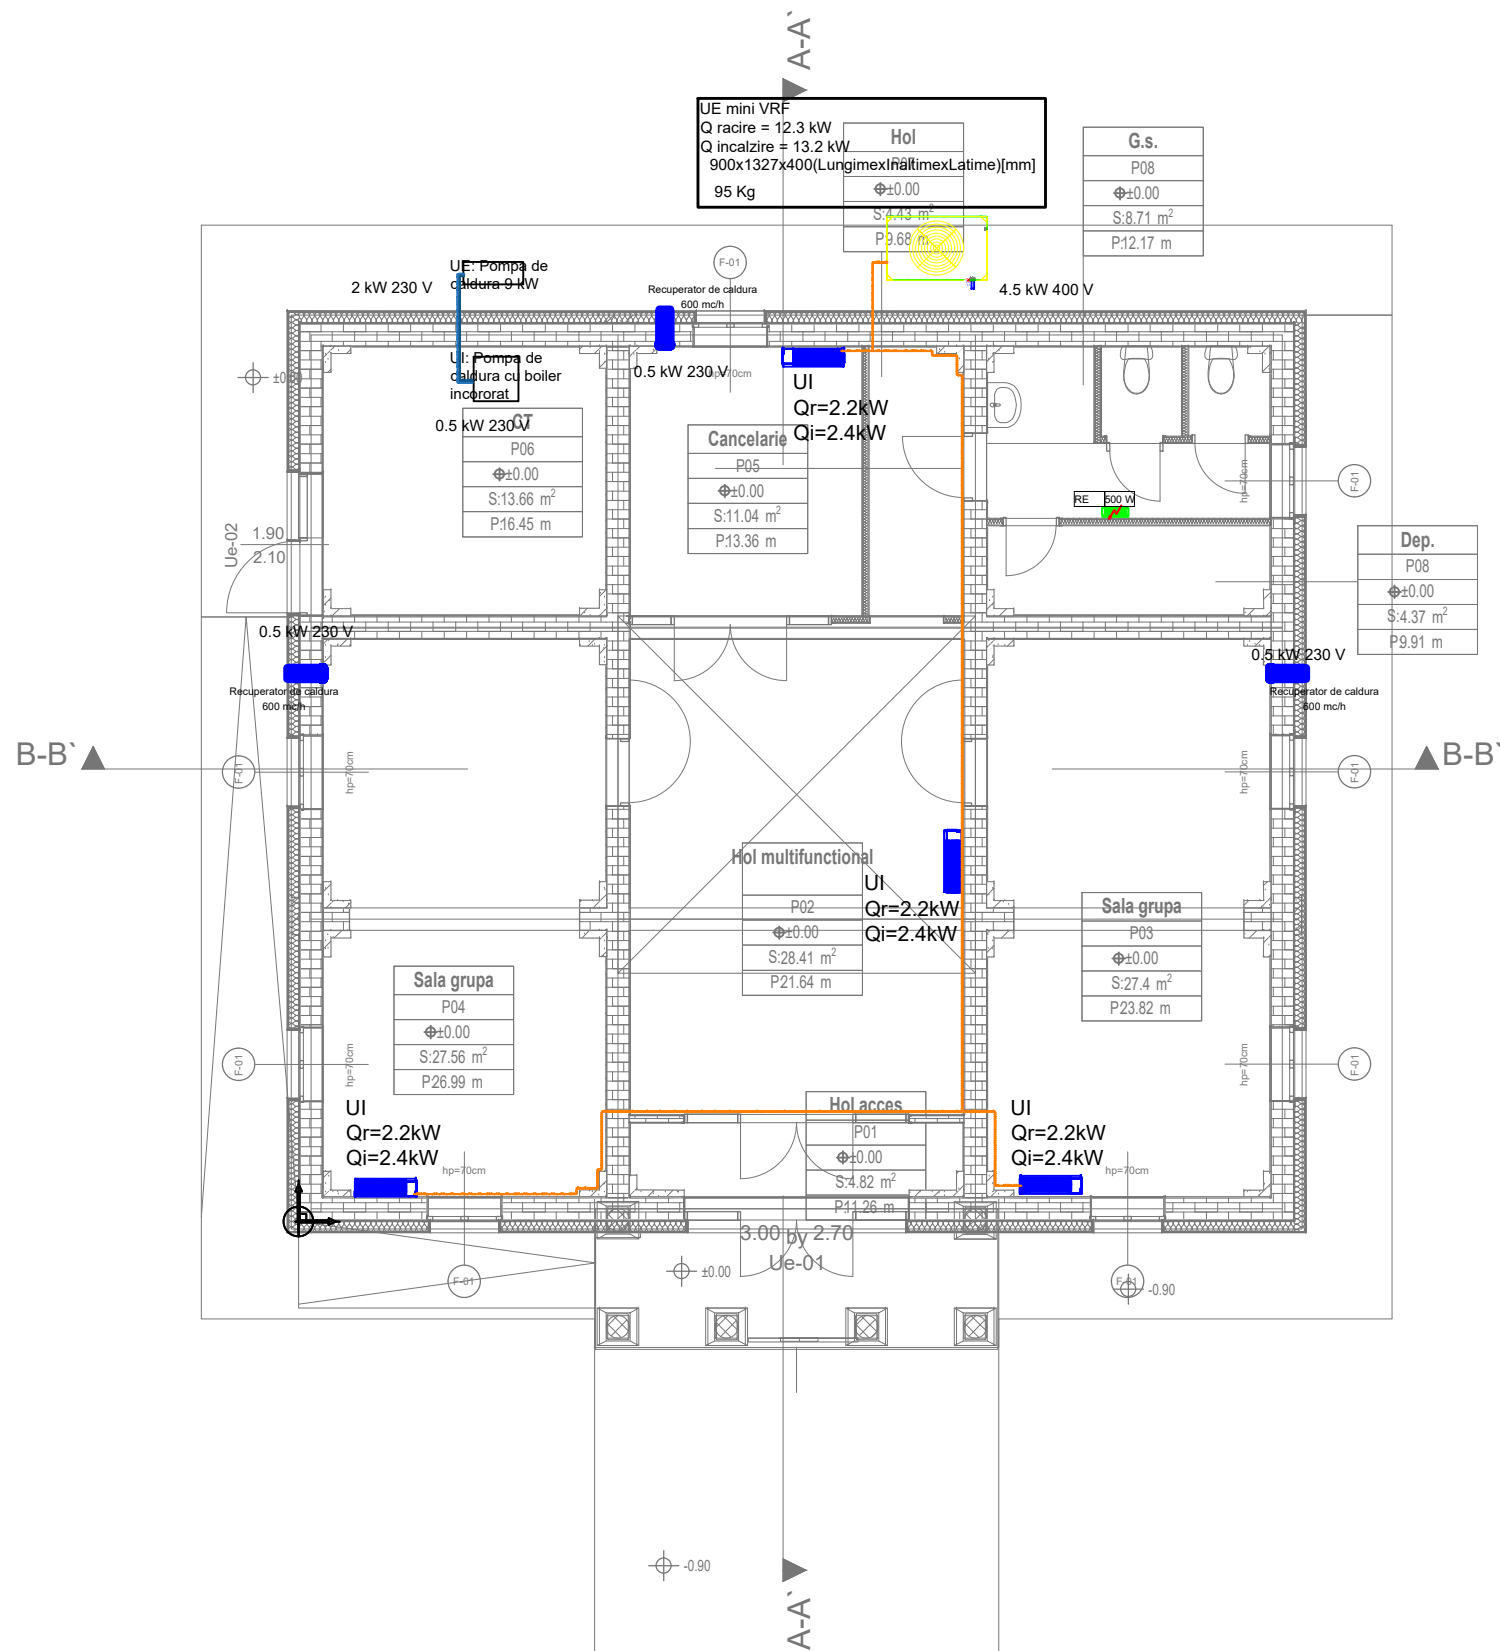 A-A`
UE mini VRF
Q racire = 12.3 kW
Q incalzire = 13.2 kW
900x1327x400(LungimexInaltimexLatime)[mm]
95 Kg
Hol
±0.00
S:4.43 m²
P:9.68 m
G.s.
P08
±0.00
S:8.71 m²
P:12.17 m
UE: Pompa de
caldura 9 kW
2 kW 230 V
F-01
Recuperator de caldura
600 mc/h
4.5 kW 400 V
UI: Pompa de
caldura cu boiler
incororat
0.5 kW 230 V
CT
P06
±0.00
S:13.66 m²
P:16.45 m
0.5 kW 230 V
hp=70cm
UI
Qr=2.2kW
Qi=2.4kW
Cancelarie
P05
±0.00
S:11.04 m²
P:13.36 m
±0.00
hp=70cm
F-01
RE
500 W
Ue-02
1.90
2.10
Dep.
P08
±0.00
S:4.37 m²
P:9.91 m
0.5 kW 230 V
Recuperator de caldura
600 mc/h
0.5 kW 230 V
Recuperator de caldura
600 mc/h
B-B`
B-B`
F-01
hp=70cm
hp=70cm
F-01
Hol multifunctional
P02
±0.00
S:28.41 m²
P:21.64 m
UI
Qr=2.2kW
Qi=2.4kW
Sala grupa
P03
±0.00
S:27.4 m²
P:23.82 m
Sala grupa
P04
±0.00
S:27.56 m²
P:26.99 m
F-01
hp=70cm
hp=70cm
F-01
Hol acces
P01
±0.00
S:4.82 m²
P:11.26 m
UI
Qr=2.2kW
Qi=2.4kW
hp=70cm
UI
Qr=2.2kW
Qi=2.4kW
hp=70cm
3.00 by 2.70
Ue-01
±0.00
F-01
F-01
-0.90
-0.90
A-A`